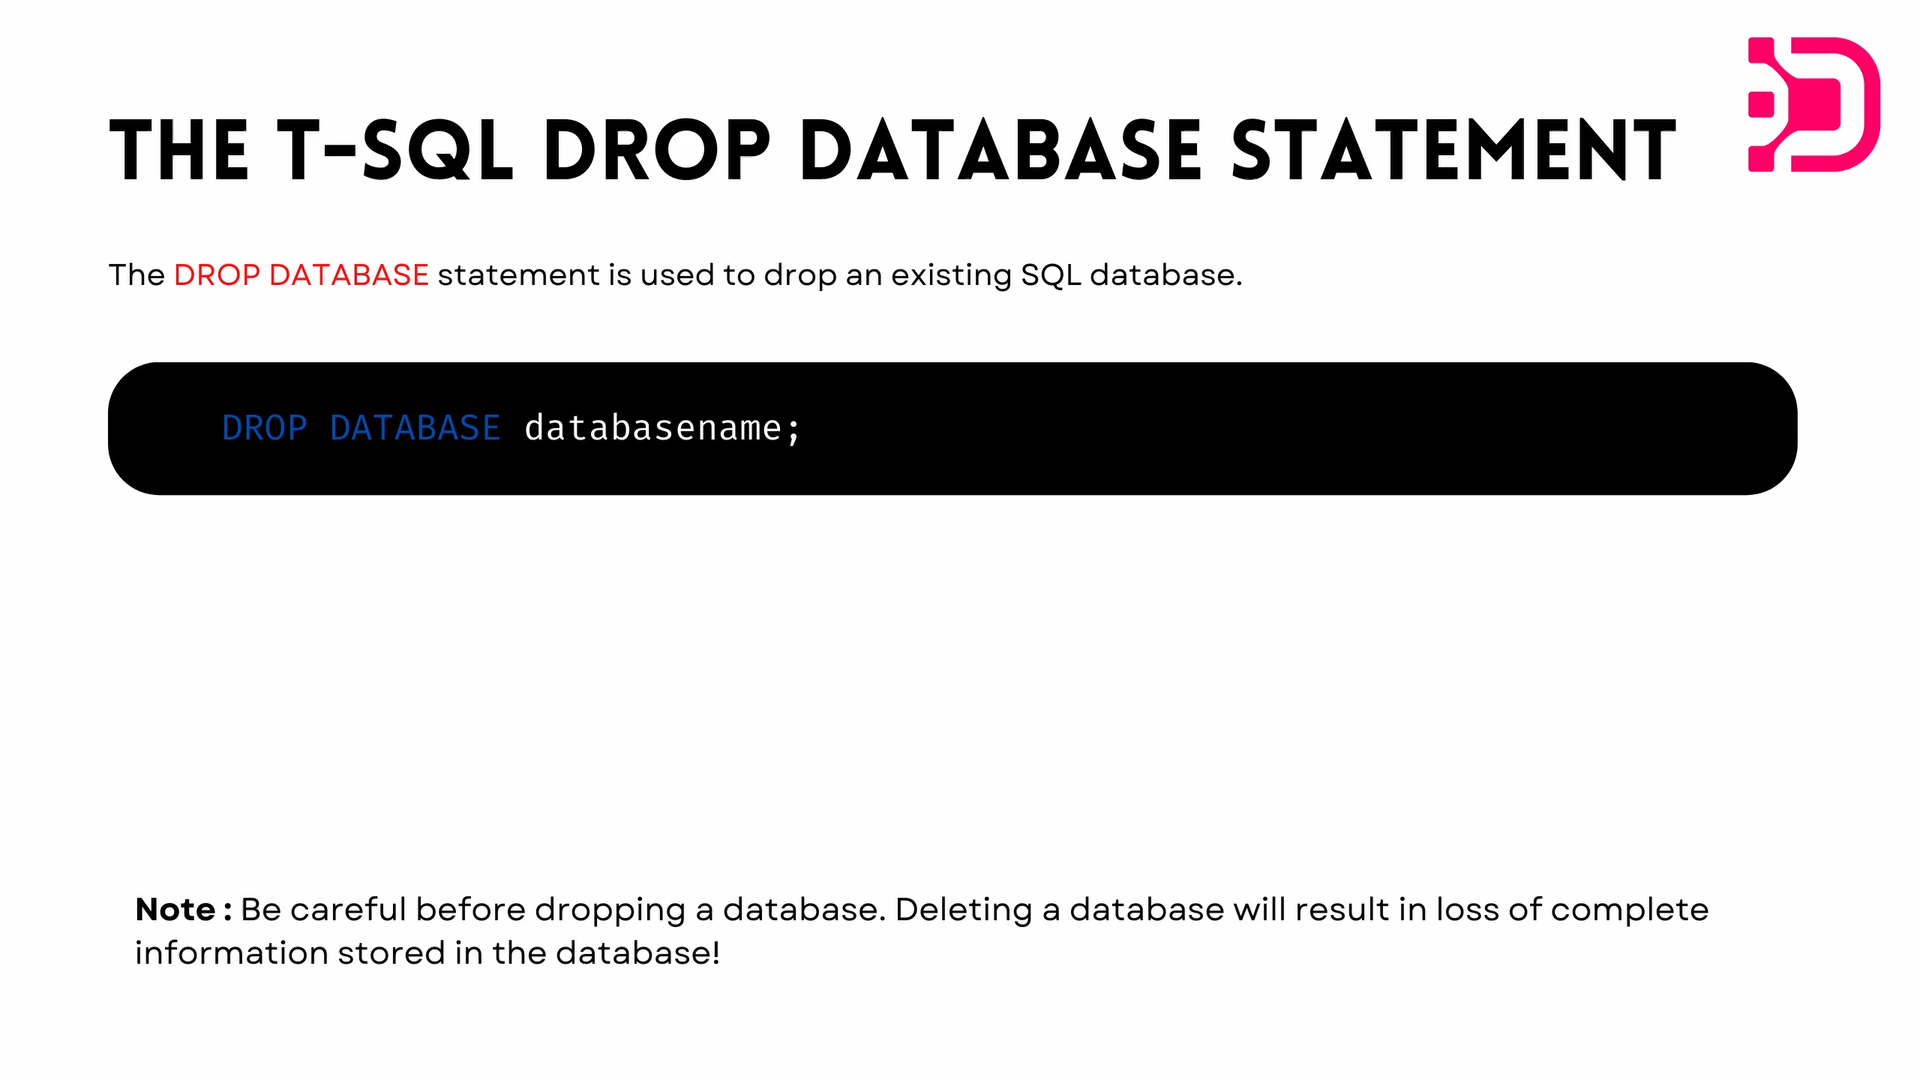 THE T-SQL DROP DATABASE STATEMENT
The DROP DATABASE statement is used to drop an existing SQL database.
DROP DATABASE databasename;
Note : Be careful before dropping a database. Deleting a database will result in loss of complete
information stored in the database!